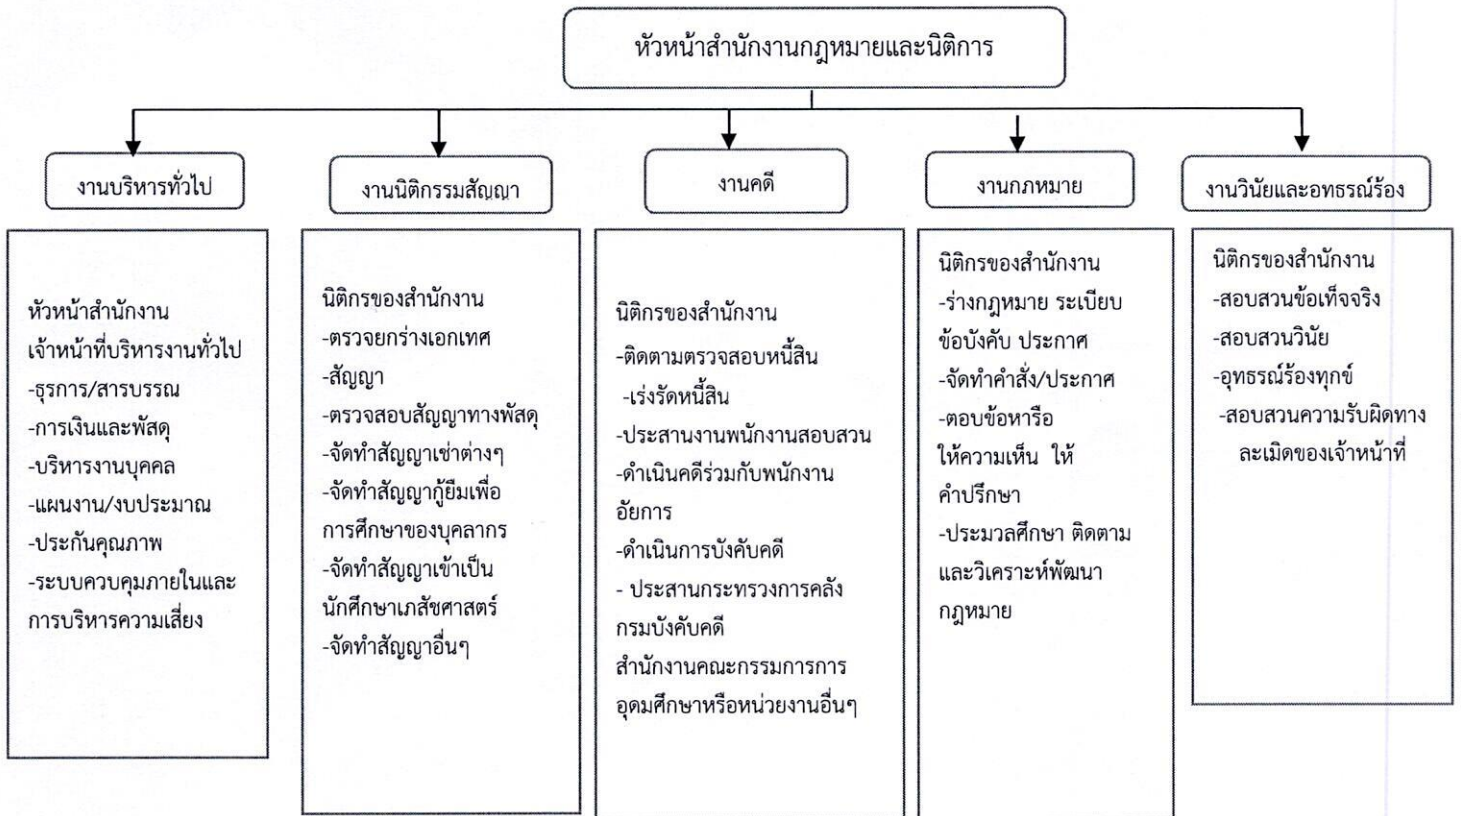 หัวหน้าสำนักงานกฎหมายและนิติการ
งานบริหารทั่วไป
งานนิติกรรมสัญญา
งานคดี
งานกภหมาย
งานวินัยและอทธรณ์ร้อง
หัวหน้าสำนักงาน
เจ้าหน้าที่บริหารงานทั่วไป
-ธุรการ/สารบรรณ
-การเงินและพัสดุ
-บริหารงานบุคคล
-แผนงาน/งบประมาณ
-ประกันคุณภาพ
-ระบบควบคุมภายในและ
การบริหารความเสี่ยง
นิติกรของสำนักงาน
-ตรวจยกร่างเอกเทศ
-สัญญา
-ตรวจสอบสัญญาทางพัสดุ
-จัดทำสัญญาเช่าต่างๆ
-จัดทำสัญญากู้ยืมเพื่อ
การศึกษาของบุคลากร
-จัดทำสัญญาเข้าเป็น
นักศึกษาเภสัชศาสตร์
-จัดทำสัญญาอื่นๆ
นิติกรของสำนักงาน
-ติดตามตรวจสอบหนี้สิน
-เร่งรัดหนี้สิน
-ประสานงานพนักงานสอบสวน
-ดำเนินคดีร่วมกับพนักงาน
อัยการ
-ดำเนินการบังคับคดี
- ประสานกระทรวงการคลัง
กรมบังคับคดี
สำนักงานคณะกรรมการการ
อุดมศึกษาหรือหน่วยงานอื่นๆ
นิติกรของสำนักงาน
-ร่างกฎหมาย ระเบียบ
ข้อบังคับ ประกาศ
-จัดทำคำสั่ง/ประกาศ
-ตอบข้อหารือ
ให้ความเห็น ให้
คำปรึกษา
-ประมวลศึกษา ติดตาม
และวิเคราะห์พัฒนา
กฎหมาย
นิติกรของสำนักงาน
-สอบสวนข้อเท็จจริง
-สอบสวนวินัย
-อุทธรณ์ร้องทุกข์
-สอบสวนความรับผิดทาง
ละเมิดของเจ้าหน้าที่